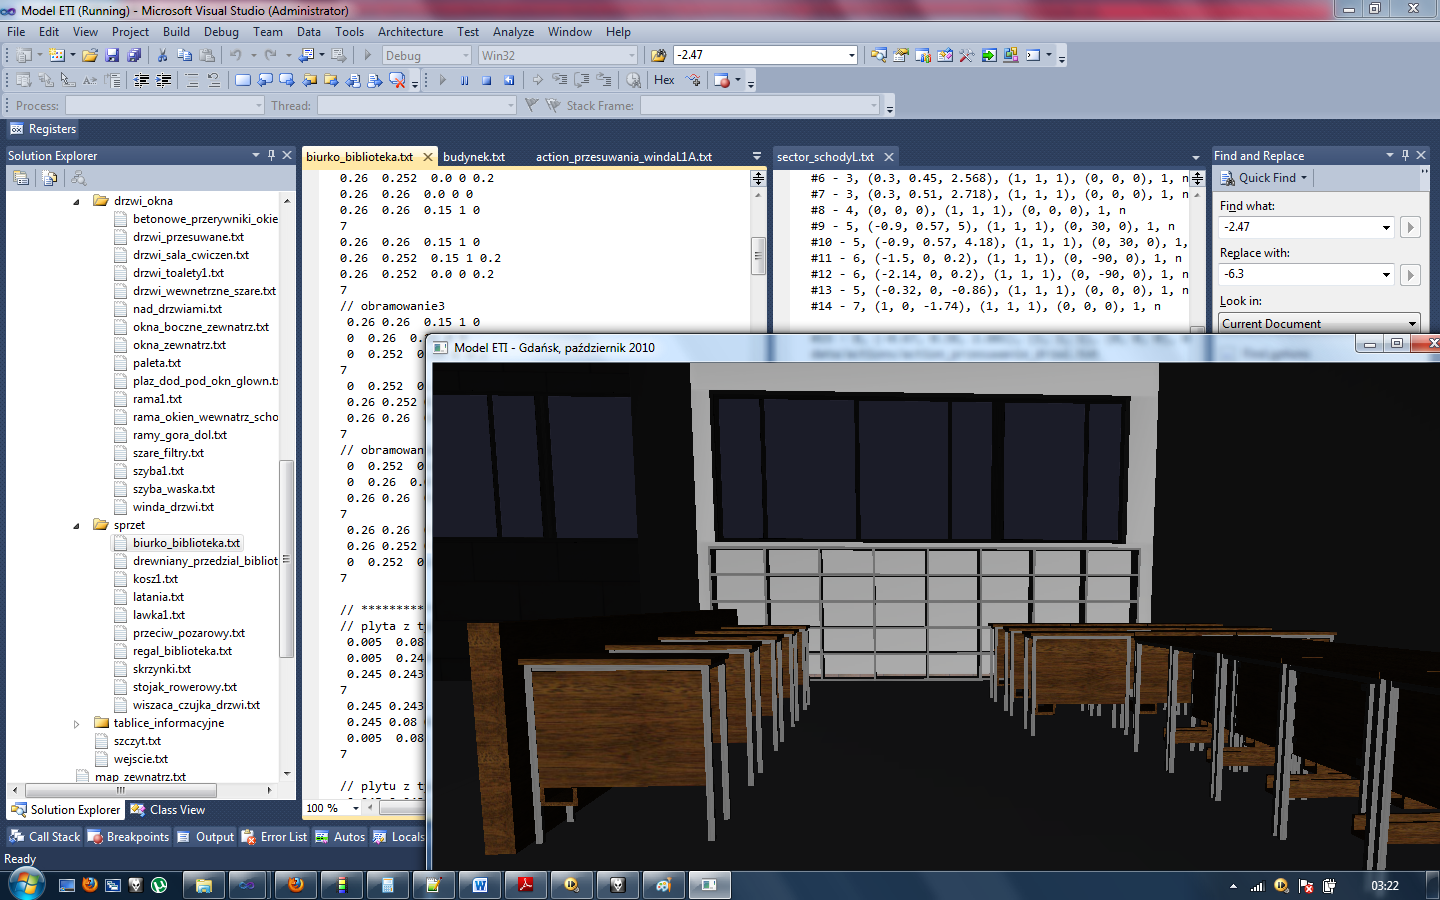 Model ETI (Running) - Microsoft Visual Studio (Administrator)
File Edit View Project Build Debug Team Data Tools Architecture Test Analyze Window Help
Debug Win32 -2.47
Hex
Process: Thread: Stack Frame:
Registers
Solution Explorer
drzwi_okna
betonowe_przerywniki_okie
drzwi_przesuwane.txt
drzwi_sala_cwiczen.txt
drzwi_toalety1.txt
drzwi_wewnetrzne_szare.txt
nad_drzwiami.txt
okna_boczne_zewnatrz.txt
okna_zewnatrz.txt
paleta.txt
plaz_dod_pod_okn_glown.tx
rama1.txt
rama_okien_wewnatrz_scho
ramy_gora_dol.txt
szare_filtry.txt
szyba1.txt
szyba_waska.txt
winda_drzwi.txt
sprzet
biurko_biblioteka.txt
drewniany_przedzial_bibliot
kosz1.txt
latania.txt
lawka1.txt
przeciw_pozarowy.txt
regal_biblioteka.txt
skrzynki.txt
stojak_rowerowy.txt
wiszaca_czujka_drzwi.txt
tablice_informacyjne
szczyt.txt
wejscie.txt
map_zewnatrz.txt
Solution Explorer Class View
biurko_biblioteka.txt budynek.txt action_przesuwania_windaL1A.txt
0.26 0.252 0.0 0 0.2
0.26 0.26 0.0 0 0
0.26 0.26 0.15 1 0
7
0.26 0.26 0.15 1 0
0.26 0.252 0.15 1 0.2
0.26 0.252 0.0 0 0.2
7
// obramowanie3
0.26 0.26 0.15 1 0
0 0.26 0.
0 0.252 0
7
0 0.252 0
0.26 0.252
0.26 0.26
7
// obramowan
0 0.252 0
0 0.26 0.
0.26 0.26
7
0.26 0.26
0.26 0.252
0 0.252 0
7
// **********
// plyta z t
0.005 0.08
0.005 0.24
0.245 0.243
7
0.245 0.243
0.245 0.08
0.005 0.08
7
// plytu z t
100 %
sector_schodyL.txt
#6 - 3, (0.3, 0.45, 2.568), (1, 1, 1), (0, 0, 0), 1, n
#7 - 3, (0.3, 0.51, 2.718), (1, 1, 1), (0, 0, 0), 1, n
#8 - 4, (0, 0, 0), (1, 1, 1), (0, 0, 0), 1, n
#9 - 5, (-0.9, 0.57, 5), (1, 1, 1), (0, 30, 0), 1, n
#10 - 5, (-0.9, 0.57, 4.18), (1, 1, 1), (0, 30, 0), 1,
#11 - 6, (-1.5, 0, 0.2), (1, 1, 1), (0, -90, 0), 1, n
#12 - 6, (-2.14, 0, 0.2), (1, 1, 1), (0, -90, 0), 1, n
#13 - 5, (-0.32, 0, -0.86), (1, 1, 1), (0, 0, 0), 1, n
#14 - 7, (1, 0, -1.74), (1, 1, 1), (0, 0, 0), 1, n
Find and Replace
Quick Find
Find what:
-2.47
Replace with:
-6.3
Look in:
Current Document
Model ETI - Gdańsk, październik 2010
Call Stack Breakpoints Output Error List Autos Locals
Ready
03:22